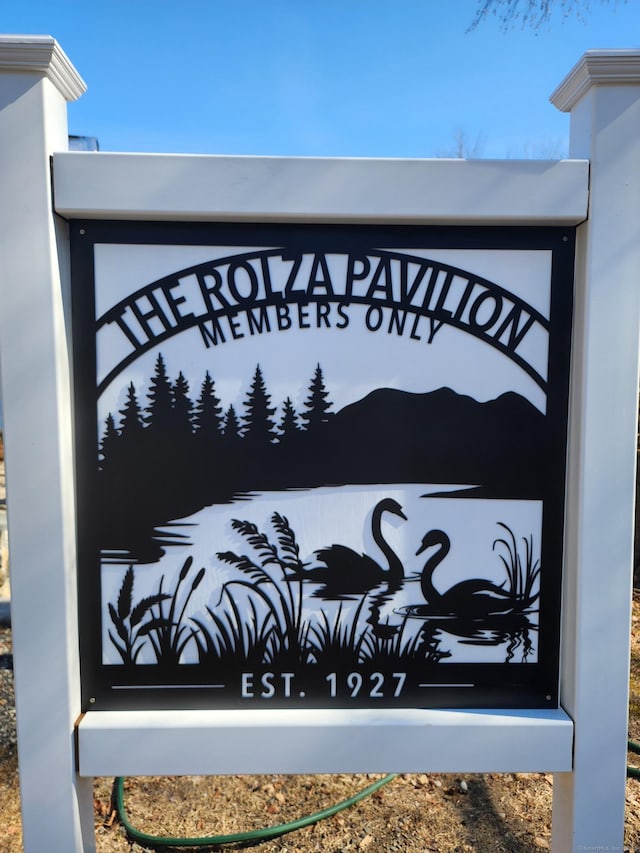 THE ROLZA PAVILION
MEMBERS ONLY
EST. 1927